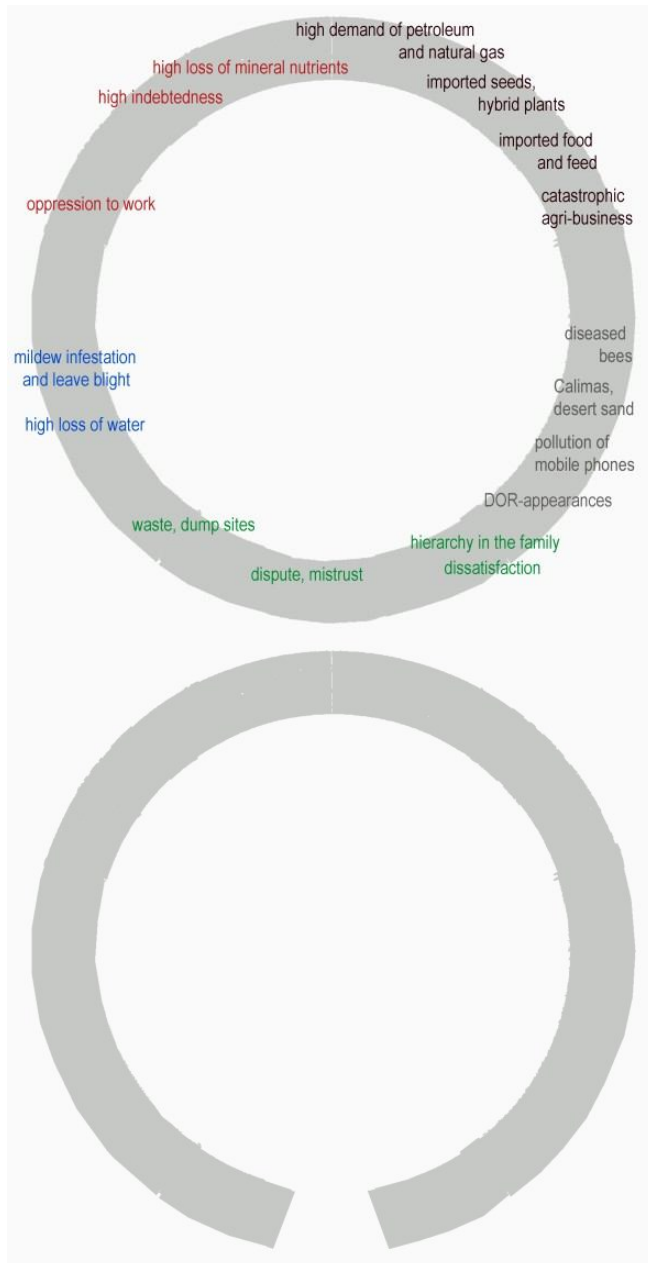 high demand of petroleum
and natural gas
high loss of mineral nutrients
imported seeds,
hybrid plants
high indebtedness
imported food
and feed
oppression to work
catastrophic
agri-business
diseased
bees
mildew infestation
and leave blight
Calimas,
desert sand
high loss of water
pollution of
mobile phones
DOR-appearances
waste, dump sites
hierarchy in the family
dissatisfaction
dispute, mistrust